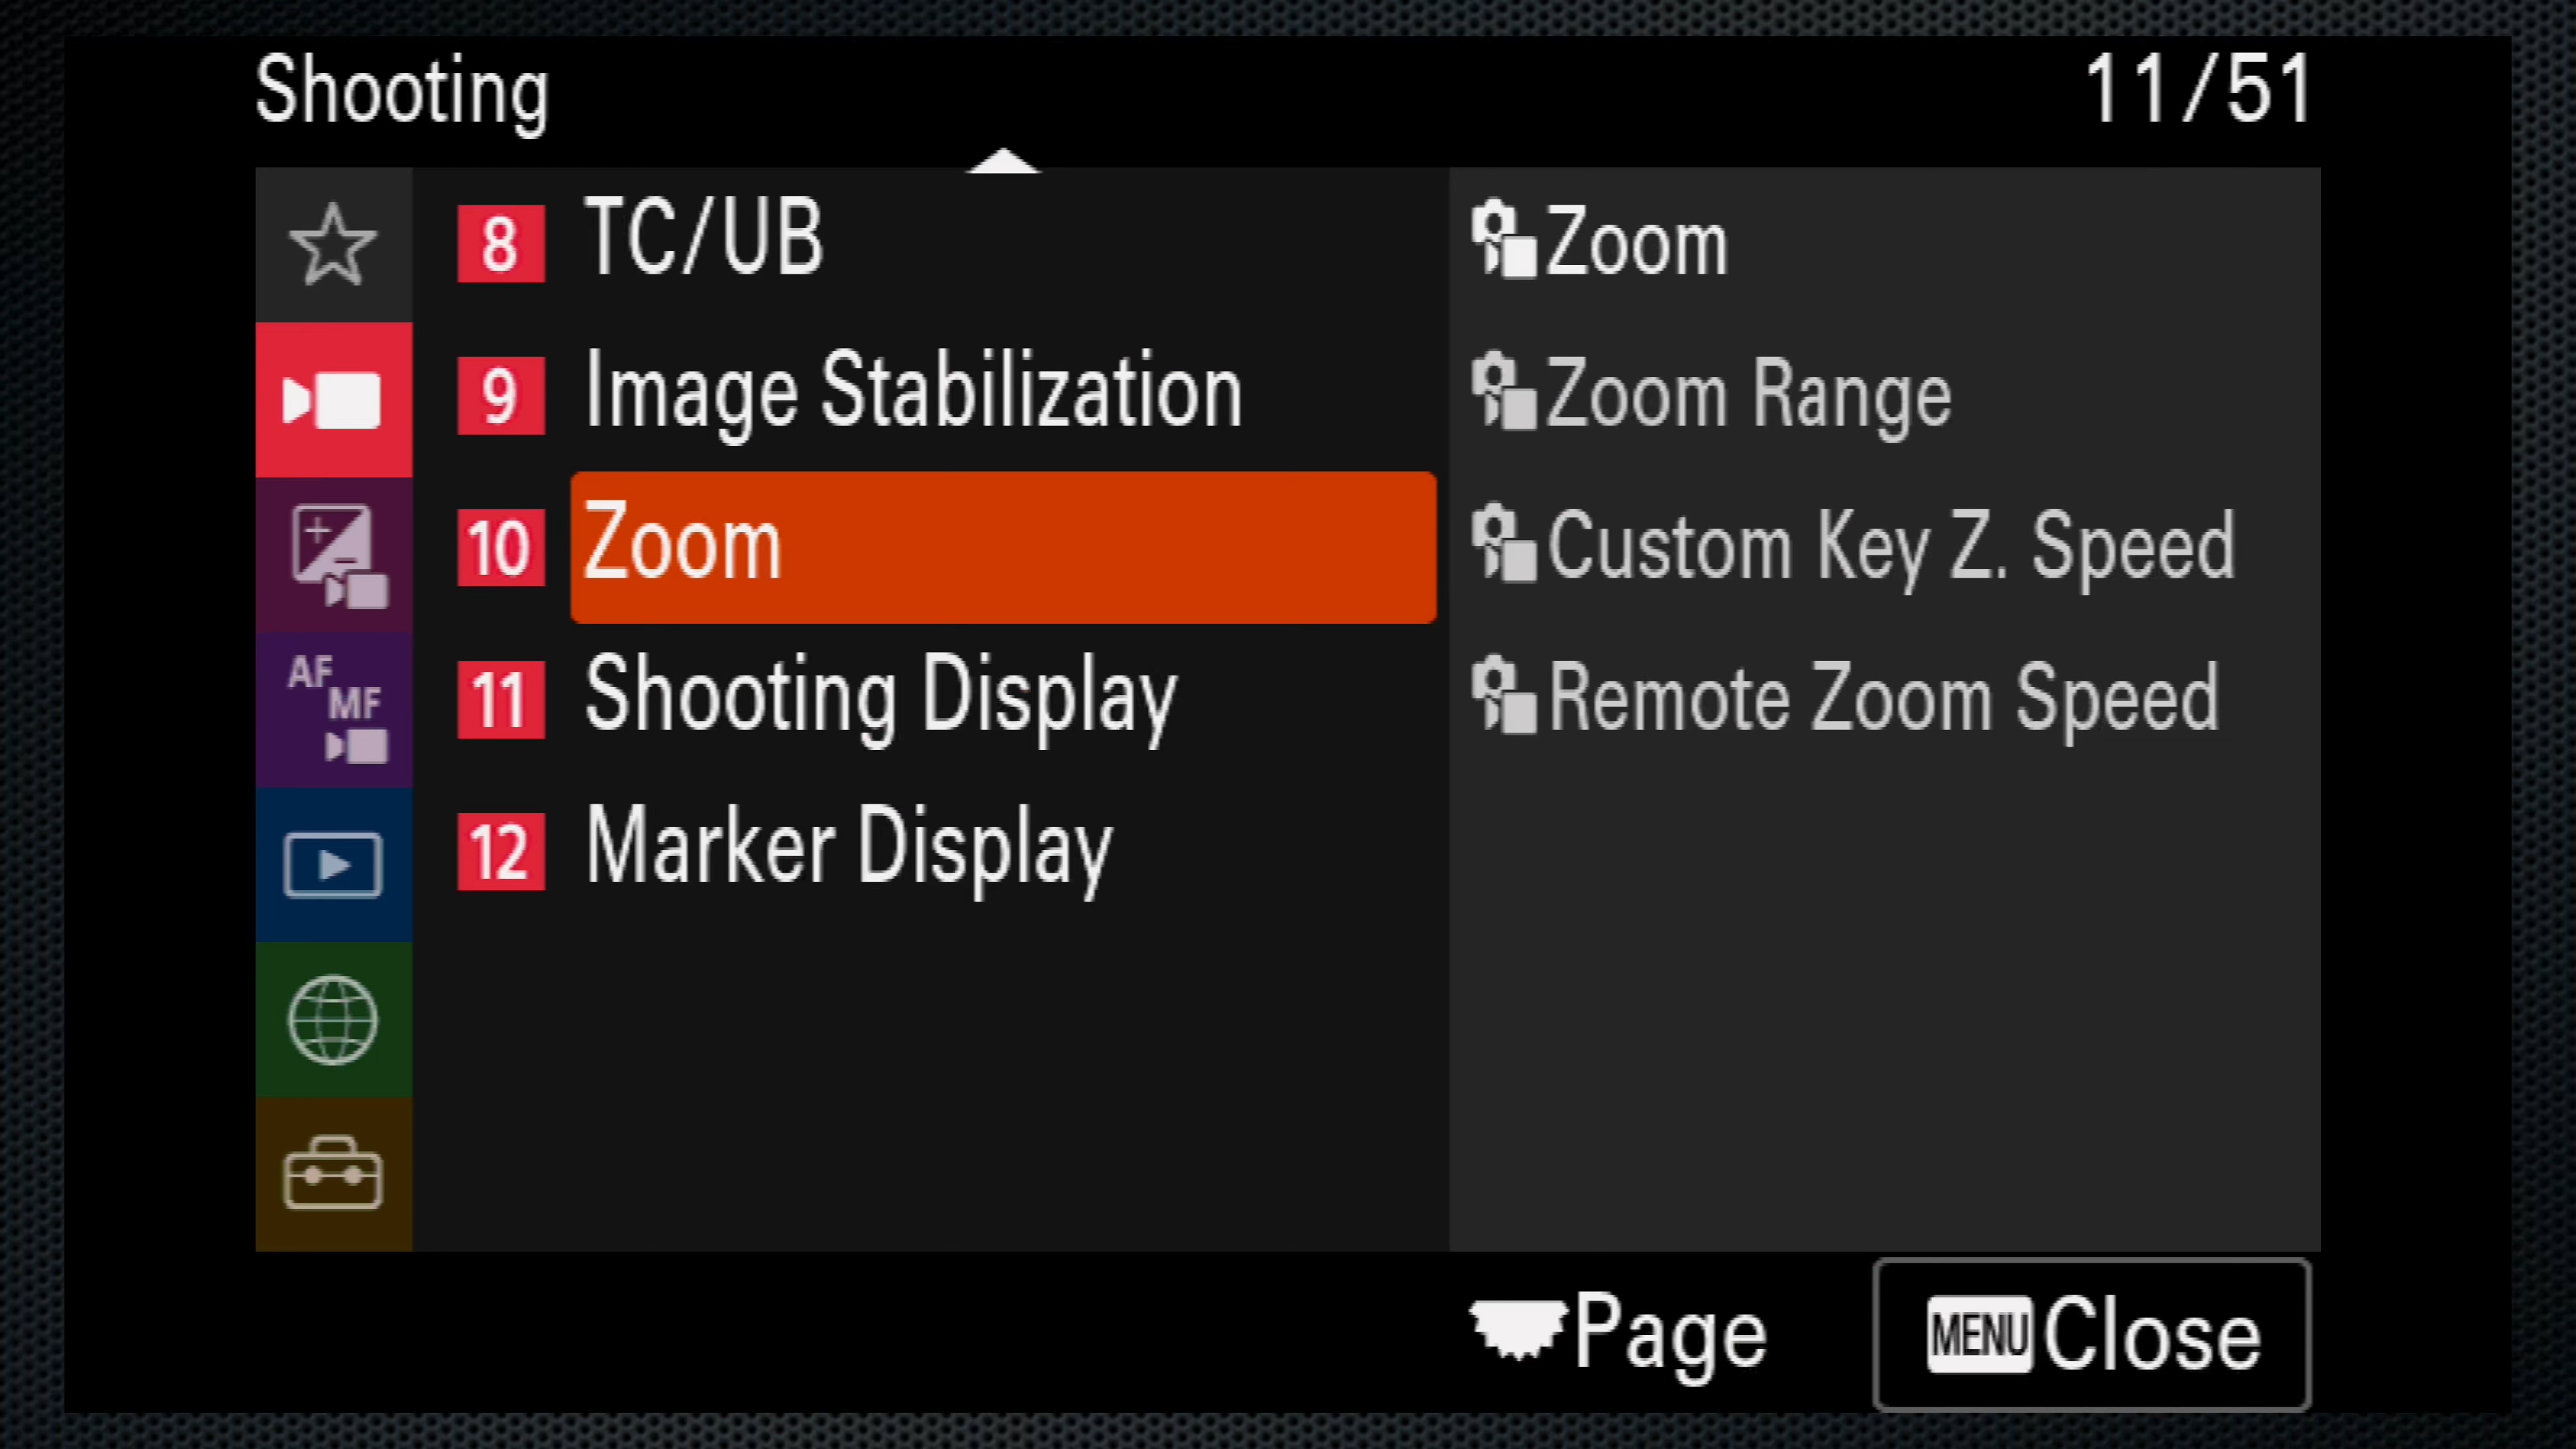 Shooting 11/51
8 TC/UB
9 Image Stabilization
10 Zoom
11 Shooting Display
12 Marker Display
Zoom
Zoom Range
Custom Key Z. Speed
Remote Zoom Speed
AF
MF
Page
MENU Close